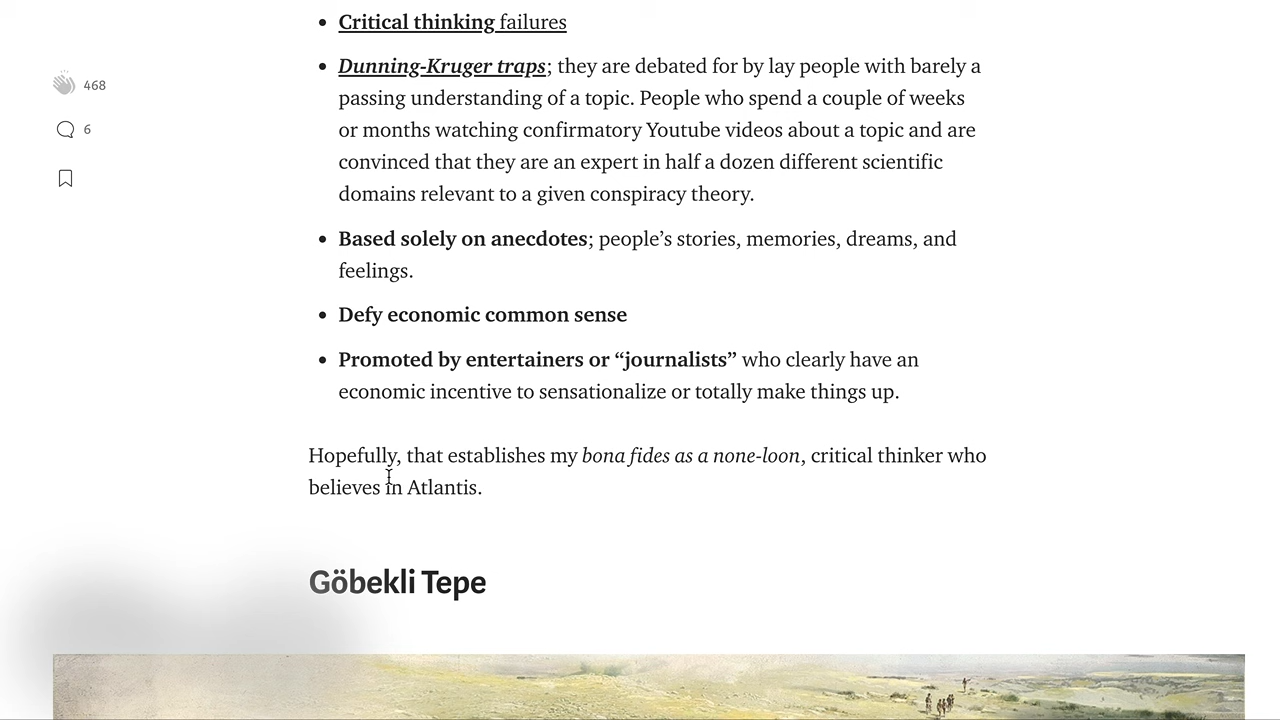 Critical thinking failures
468
Dunning-Kruger traps; they are debated for by lay people with barely a
passing understanding of a topic. People who spend a couple of weeks
6
or months watching confirmatory Youtube videos about a topic and are
convinced that they are an expert in half a dozen different scientific
domains relevant to a given conspiracy theory.
Based solely on anecdotes; people’s stories, memories, dreams, and
feelings.
Defy economic common sense
Promoted by entertainers or “journalists” who clearly have an
economic incentive to sensationalize or totally make things up.
Hopefully, that establishes my bona fides as a none-loon, critical thinker who
believes in Atlantis.
Göbekli Tepe